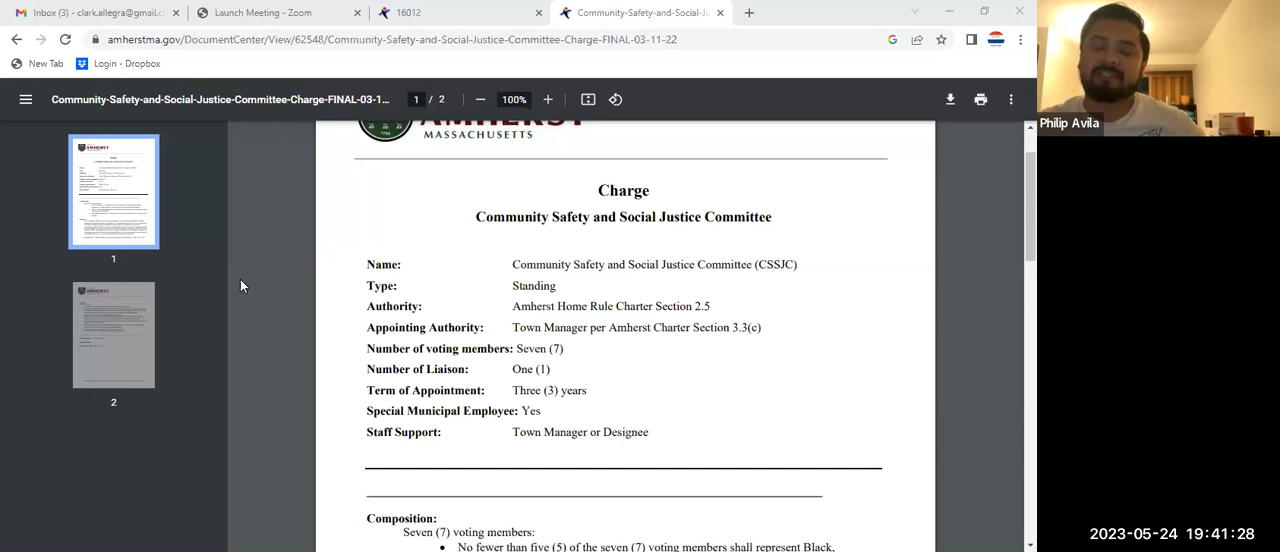 Inbox (3) - clark.allegra@gmail.c
Launch Meeting - Zoom
16012
Community-Safety-and-Social-Ju
amherstma.gov/DocumentCenter/View/62548/Community-Safety-and-Social-Justice-Committee-Charge-FINAL-03-11-22
New Tab
Login - Dropbox
Community-Safety-and-Social-Justice-Committee-Charge-FINAL-03-1...
1 / 2
100%
MASSACHUSETTS
Charge
Community Safety and Social Justice Committee
Name: Community Safety and Social Justice Committee (CSSJC)
Type: Standing
Authority: Amherst Home Rule Charter Section 2.5
Appointing Authority: Town Manager per Amherst Charter Section 3.3(c)
Number of voting members: Seven (7)
Number of Liaison: One (1)
Term of Appointment: Three (3) years
Special Municipal Employee: Yes
Staff Support: Town Manager or Designee
Composition:
Seven (7) voting members:
• No fewer than five (5) of the seven (7) voting members shall represent Black,
1
2
Philip Avila
2023-05-24 19:41:28